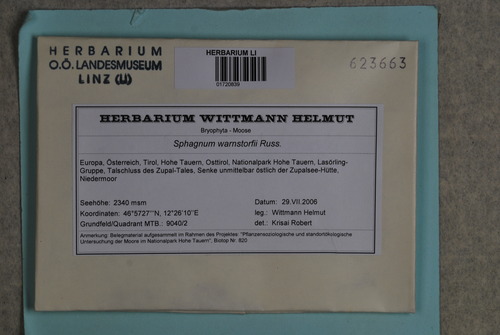 HERBARIUM
O.Ö. LANDESMUSEUM
LINZ (LI)
HERBARIUM LI
01720839
623663
HERBARIUM WITTMANN HELMUT
Bryophyta - Moose
Sphagnum warnstorfii Russ.
Europa, Österreich, Tirol, Hohe Tauern, Osttirol, Nationalpark Hohe Tauern, Lasörling-
Gruppe, Talschluss des Zupal-Tales, Senke unmittelbar östlich der Zupalsee-Hütte,
Niedermoor
Seehöhe: 2340 msm
Datum: 29.VII.2006
Koordinaten: 46°57'27''N, 12°26'10''E
leg.: Wittmann Helmut
Grundfeld/Quadrant MTB.: 9040/2
det.: Krisai Robert
Anmerkung: Belegmaterial aufgesammelt im Rahmen des Projektes: "Pflanzensoziologische und standortökologische
Untersuchung der Moore im Nationalpark Hohe Tauern", Biotop Nr. 820